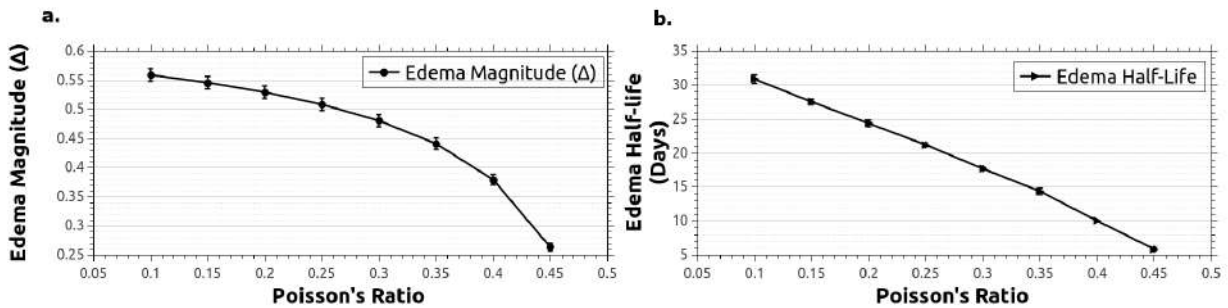 a.
Edema Magnitude (Δ)
0.6
0.55
0.5
0.45
0.4
0.35
0.3
0.25
Edema Magnitude (Δ)
0.05 0.1 0.15 0.2 0.25 0.3 0.35 0.4 0.45 0.5
Poisson's Ratio
b.
Edema Half-life
(Days)
35
30
25
20
15
10
5
Edema Half-Life
0.05 0.1 0.15 0.2 0.25 0.3 0.35 0.4 0.45 0.5
Poisson's Ratio